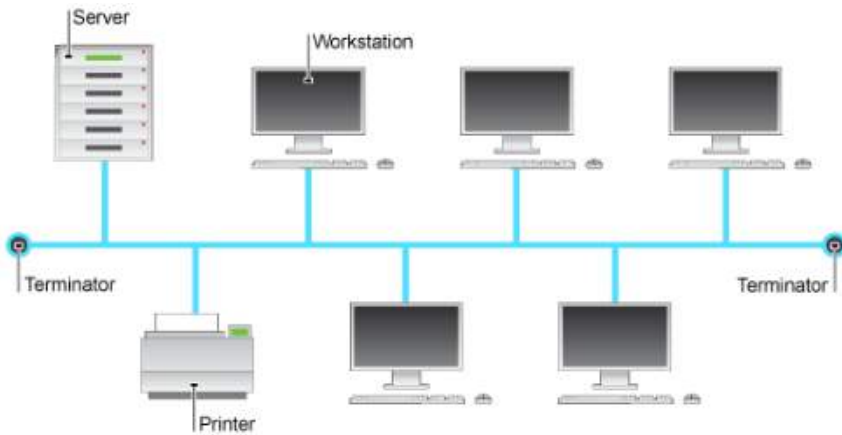 Server
Workstation
Terminator
Terminator
Printer